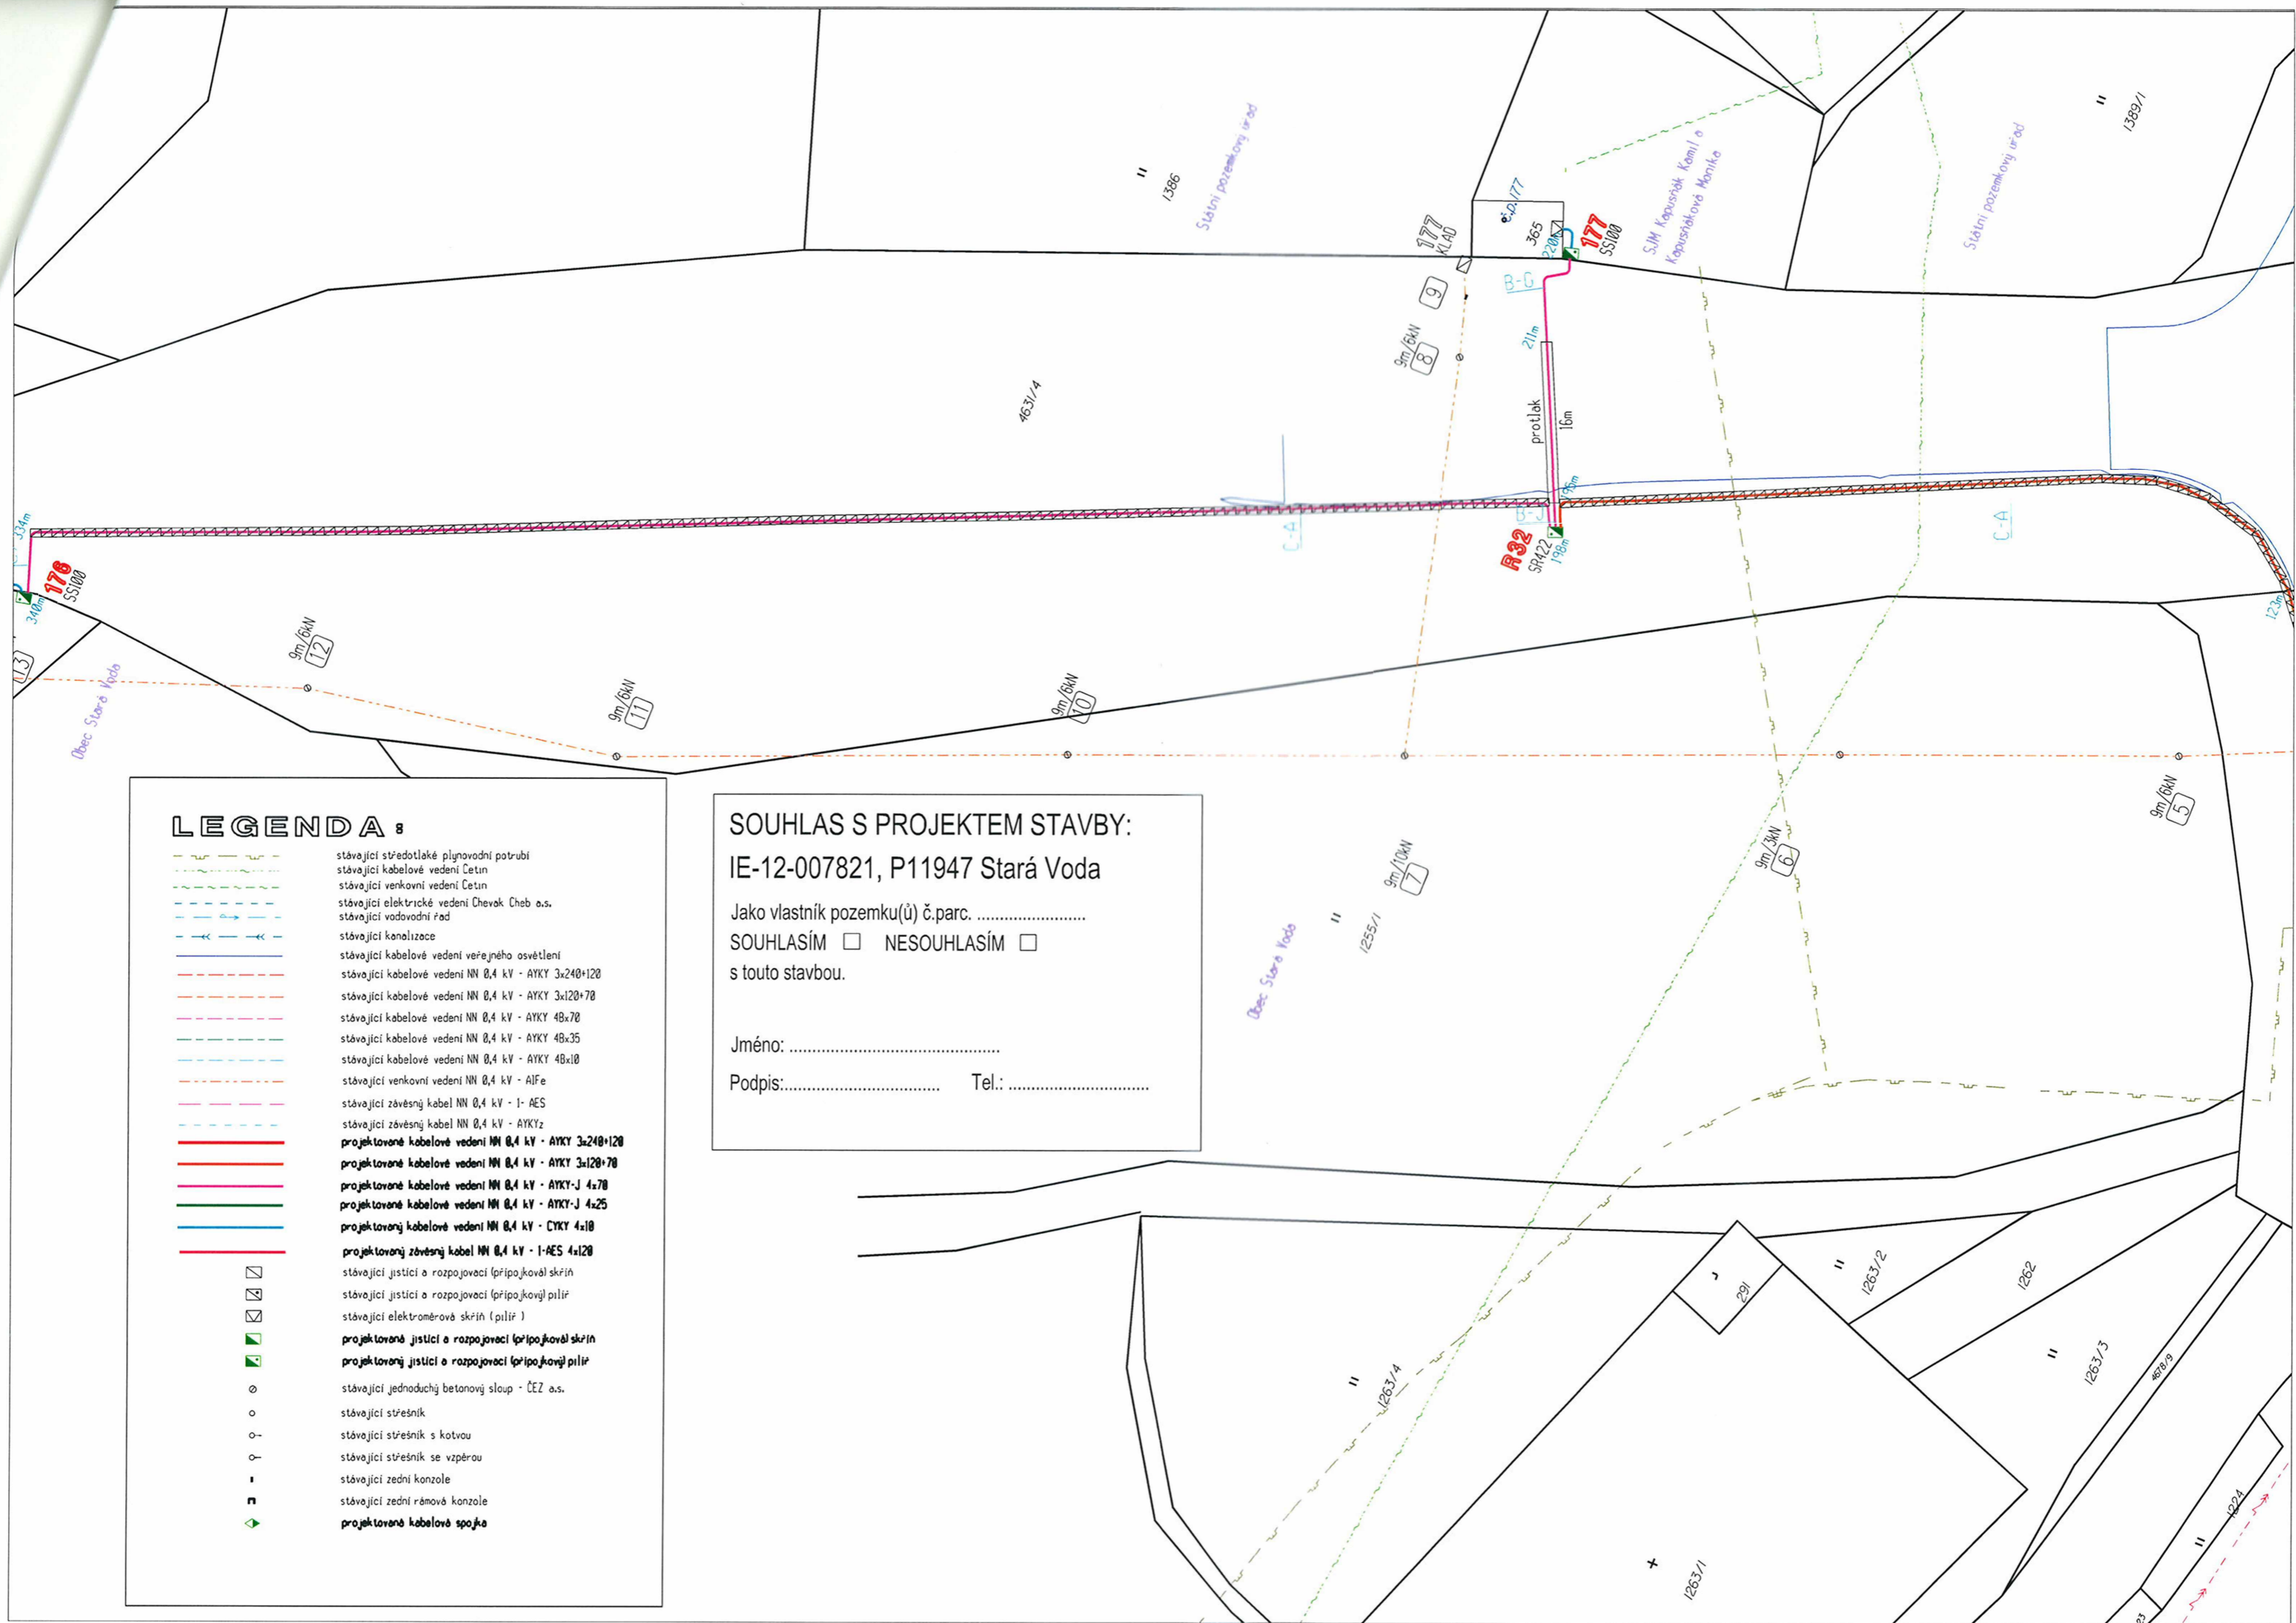 1386
Státní pozemkový úřad
177
KLAD
č.p.177
365
220m
177
SS100
SJM Kapusňák Kamil a
Kapusňáková Monika
Státní pozemkový úřad
1389/1
9
B-C
9m/6kN
8
211m
4631/4
protlak
16m
334m
176
SS100
340m
C-A
R32
SR422
198m
195m
C-A
123m
13
Obec Stará Voda
9m/6kN
12
9m/6kN
11
9m/6kN
10
9m/10kN
7
9m/3kN
6
9m/6kN
5
Obec Stará Voda
1255/1
LEGENDA :
stávající středotlaké plynovodní potrubí
stávající kabelové vedení Cetin
stávající venkovní vedení Cetin
stávající elektrické vedení Chevak Cheb a.s.
stávající vodovodní řad
stávající kanalizace
stávající kabelové vedení veřejného osvětlení
stávající kabelové vedení NN 0,4 kV - AYKY 3x240+120
stávající kabelové vedení NN 0,4 kV - AYKY 3x120+70
stávající kabelové vedení NN 0,4 kV - AYKY 4Bx70
stávající kabelové vedení NN 0,4 kV - AYKY 4Bx35
stávající kabelové vedení NN 0,4 kV - AYKY 4Bx10
stávající venkovní vedení NN 0,4 kV - AlFe
stávající závěsný kabel NN 0,4 kV - 1- AES
stávající závěsný kabel NN 0,4 kV - AYKYz
projektované kabelové vedení NN 0,4 kV - AYKY 3x240+120
projektované kabelové vedení NN 0,4 kV - AYKY 3x120+70
projektované kabelové vedení NN 0,4 kV - AYKY-J 4x70
projektované kabelové vedení NN 0,4 kV - AYKY-J 4x25
projektovaný kabelové vedení NN 0,4 kV - CYKY 4x10
projektovaný závěsný kabel NN 0,4 kV - 1-AES 4x120
stávající jistící a rozpojovací (přípojková) skříň
stávající jistící a rozpojovací (přípojkový) pilíř
stávající elektroměrová skříň ( pilíř )
projektovaná jistící a rozpojovací (přípojková) skříň
projektovaný jistící a rozpojovací (přípojkový) pilíř
stávající jednoduchý betonový sloup - ČEZ a.s.
stávající střešník
stávající střešník s kotvou
stávající střešník se vzpěrou
stávající zední konzole
stávající zední rámová konzole
projektovaná kabelová spojka
SOUHLAS S PROJEKTEM STAVBY:
IE-12-007821, P11947 Stará Voda
Jako vlastník pozemku(ů) č.parc. ........................
SOUHLASÍM ☐ NESOUHLASÍM ☐
s touto stavbou.
Jméno: ..............................................
Podpis:.................................. Tel.: ...............................
291
1263/2
1262
1263/3
4678/9
1263/4
1263/1
1224